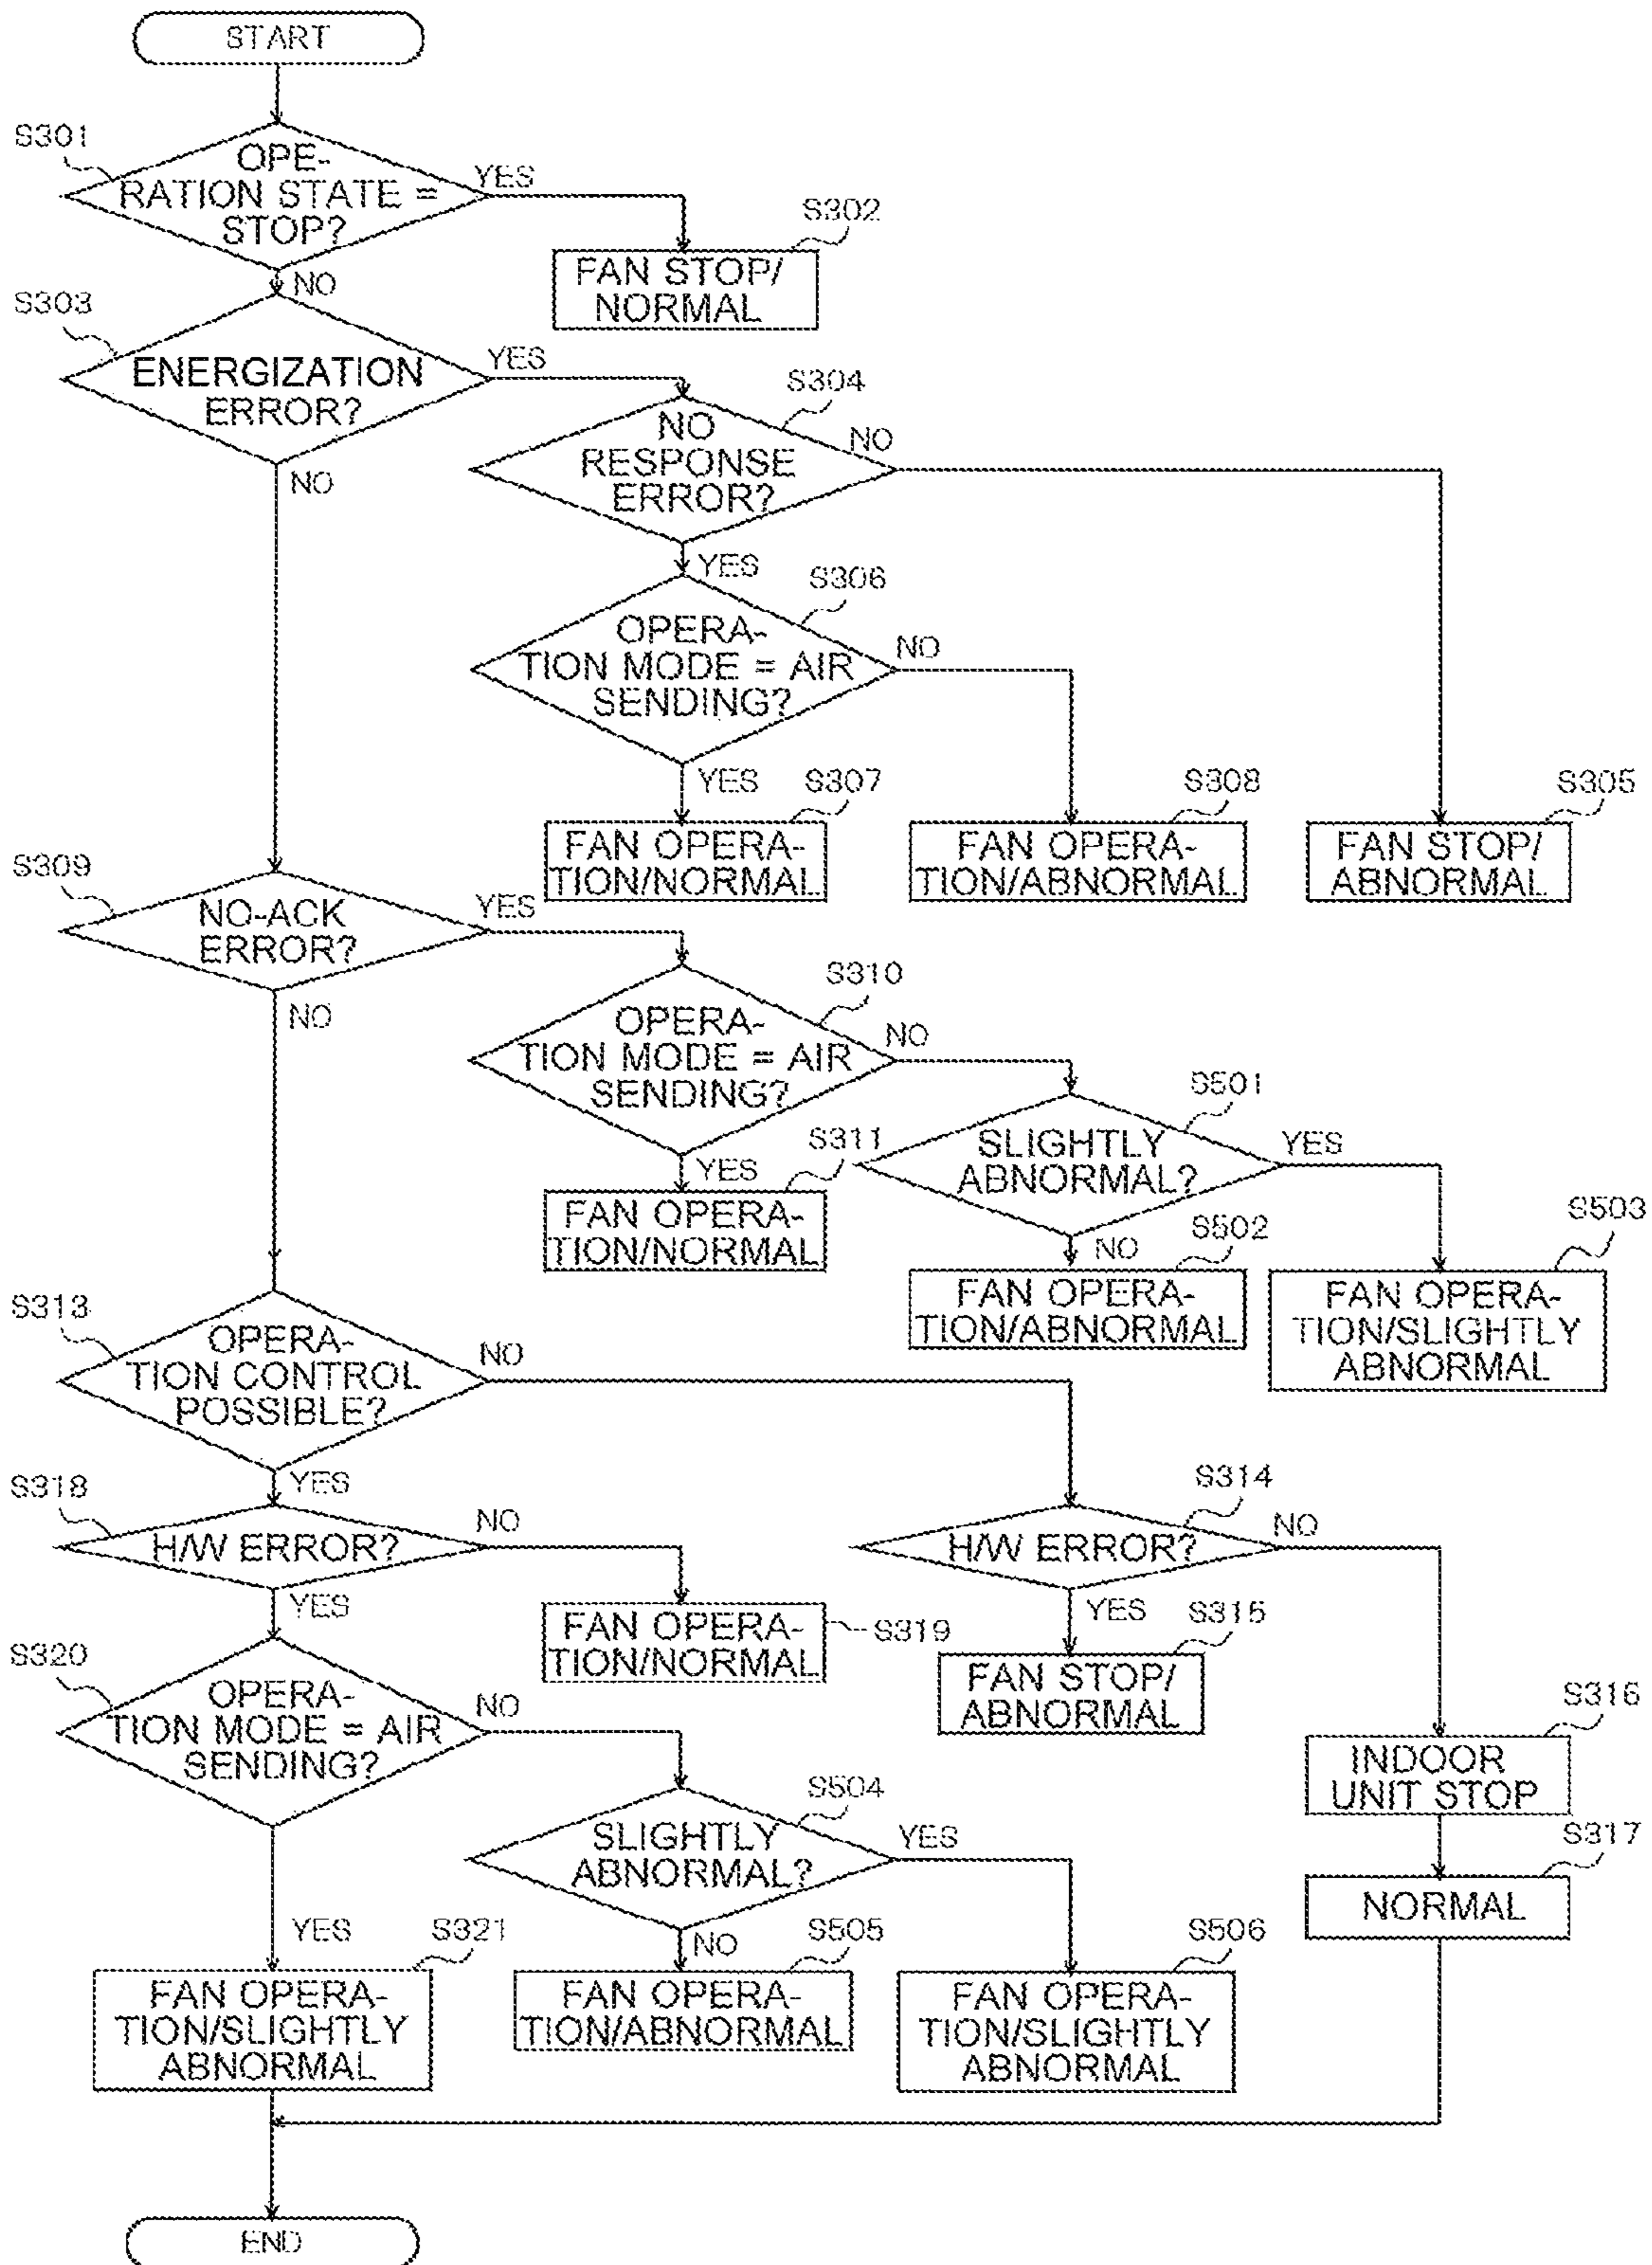 START
S301
OPE-
RATION STATE =
STOP?
YES
S302
FAN STOP/
NORMAL
NO
S303
ENERGIZATION
ERROR?
YES
S304
NO
RESPONSE
ERROR?
NO
NO
YES
S306
OPERA-
TION MODE = AIR
SENDING?
NO
YES
S307
FAN OPERA-
TION/NORMAL
S308
FAN OPERA-
TION/ABNORMAL
S305
FAN STOP/
ABNORMAL
S309
NO-ACK
ERROR?
YES
NO
S310
OPERA-
TION MODE = AIR
SENDING?
NO
YES
S311
FAN OPERA-
TION/NORMAL
S501
SLIGHTLY
ABNORMAL?
YES
NO
S502
FAN OPERA-
TION/ABNORMAL
S503
FAN OPERA-
TION/SLIGHTLY
ABNORMAL
S313
OPERA-
TION CONTROL
POSSIBLE?
NO
YES
S318
H/W ERROR?
NO
YES
FAN OPERA-
TION/NORMAL
S319
S314
H/W ERROR?
NO
YES
S315
FAN STOP/
ABNORMAL
S316
INDOOR
UNIT STOP
S317
NORMAL
S320
OPERA-
TION MODE = AIR
SENDING?
NO
YES
S321
FAN OPERA-
TION/SLIGHTLY
ABNORMAL
S504
SLIGHTLY
ABNORMAL?
YES
NO
S505
FAN OPERA-
TION/ABNORMAL
S506
FAN OPERA-
TION/SLIGHTLY
ABNORMAL
END